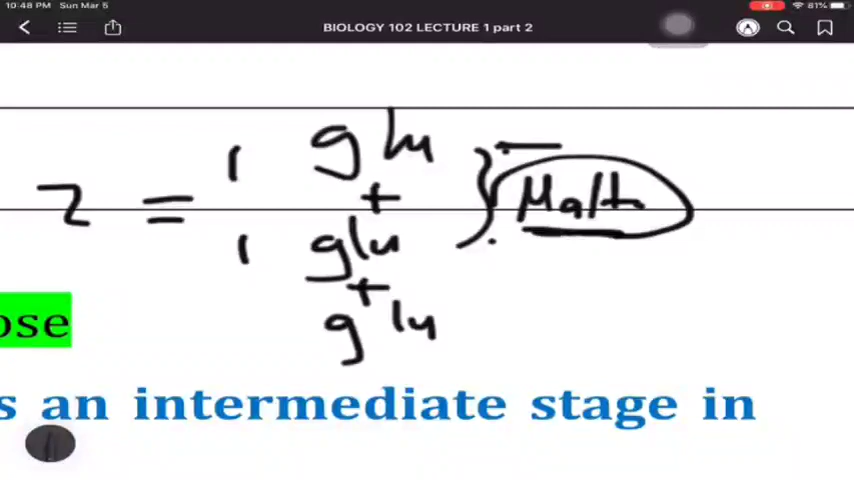 10:48 PM Sun Mar 5 81%
BIOLOGY 102 LECTURE 1 part 2
1 glu
+
2 = } Malt
1 glu
+
glu
ose
s an intermediate stage in